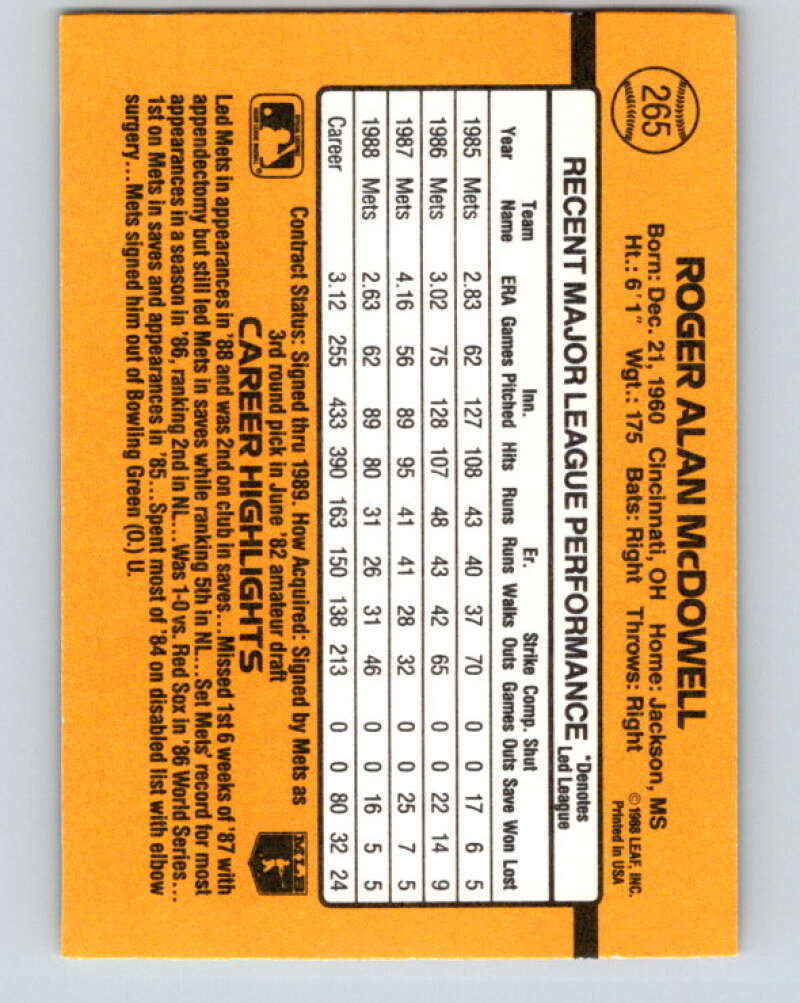 265
ROGER ALAN McDOWELL
Born: Dec. 21, 1960 Cincinnati, OH Home: Jackson, MS
Ht.: 6'1" Wgt.: 175 Bats: Right Throws: Right
©1988 LEAF, INC.
Printed in USA
RECENT MAJOR LEAGUE PERFORMANCE
*Denotes
Led League
Team Inn. Er. Strike Comp. Shut
Year Name ERA Games Pitched Hits Runs Runs Walks Outs Games Outs Save Won Lost
1985 Mets 2.83 62 127 108 43 40 37 70 0 0 17 6 5
1986 Mets 3.02 75 128 107 48 43 42 65 0 0 22 14 9
1987 Mets 4.16 56 89 95 41 41 28 32 0 0 25 7 5
1988 Mets 2.63 62 89 80 31 26 31 46 0 0 16 5 5
Career 3.12 255 433 390 163 150 138 213 0 0 80 32 24
Contract Status: Signed thru 1989. How Acquired: Signed by Mets as
3rd round pick in June '82 amateur draft
MLB
CAREER HIGHLIGHTS
Led Mets in appearances in '88 and was 2nd on club in saves...Missed 1st 6 weeks of '87 with
appendectomy but still led Mets in saves while ranking 5th in NL...Set Mets' record for most
appearances in a season in '86, ranking 2nd in NL...Was 1-0 vs. Red Sox in '86 World Series...
1st on Mets in saves and appearances in '85...Spent most of '84 on disabled list with elbow
surgery...Mets signed him out of Bowling Green (O.) U.